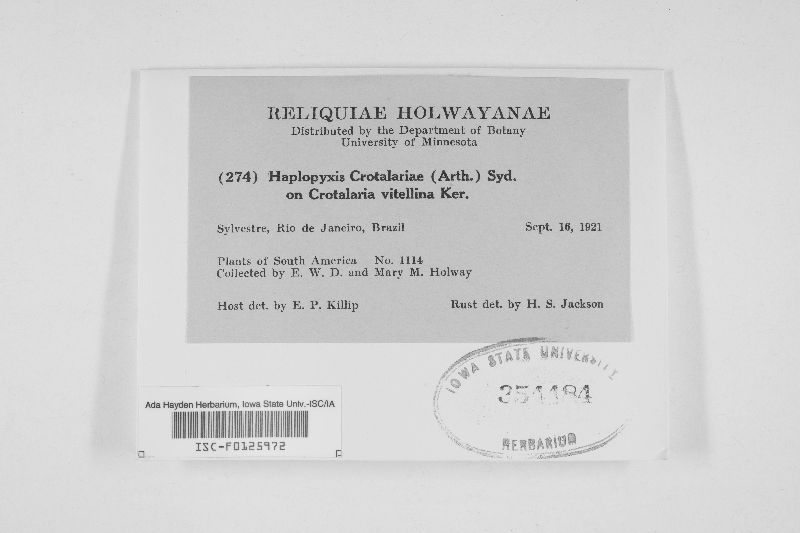 RELIQUIAE HOLWAYANAE
Distributed by the Department of Botany
University of Minnesota
(274) Haplopyxis Crotalariae (Arth.) Syd.
on Crotalaria vitellina Ker.
Sylvestre, Rio de Janeiro, Brazil Sept. 16, 1921
Plants of South America No. 1114
Collected by E. W. D. and Mary M. Holway
Host det. by E. P. Killip Rust det. by H. S. Jackson
IOWA STATE UNIVERSITY
HERBARIUM
Ada Hayden Herbarium, Iowa State Univ.-ISC/IA
ISC-F0125972